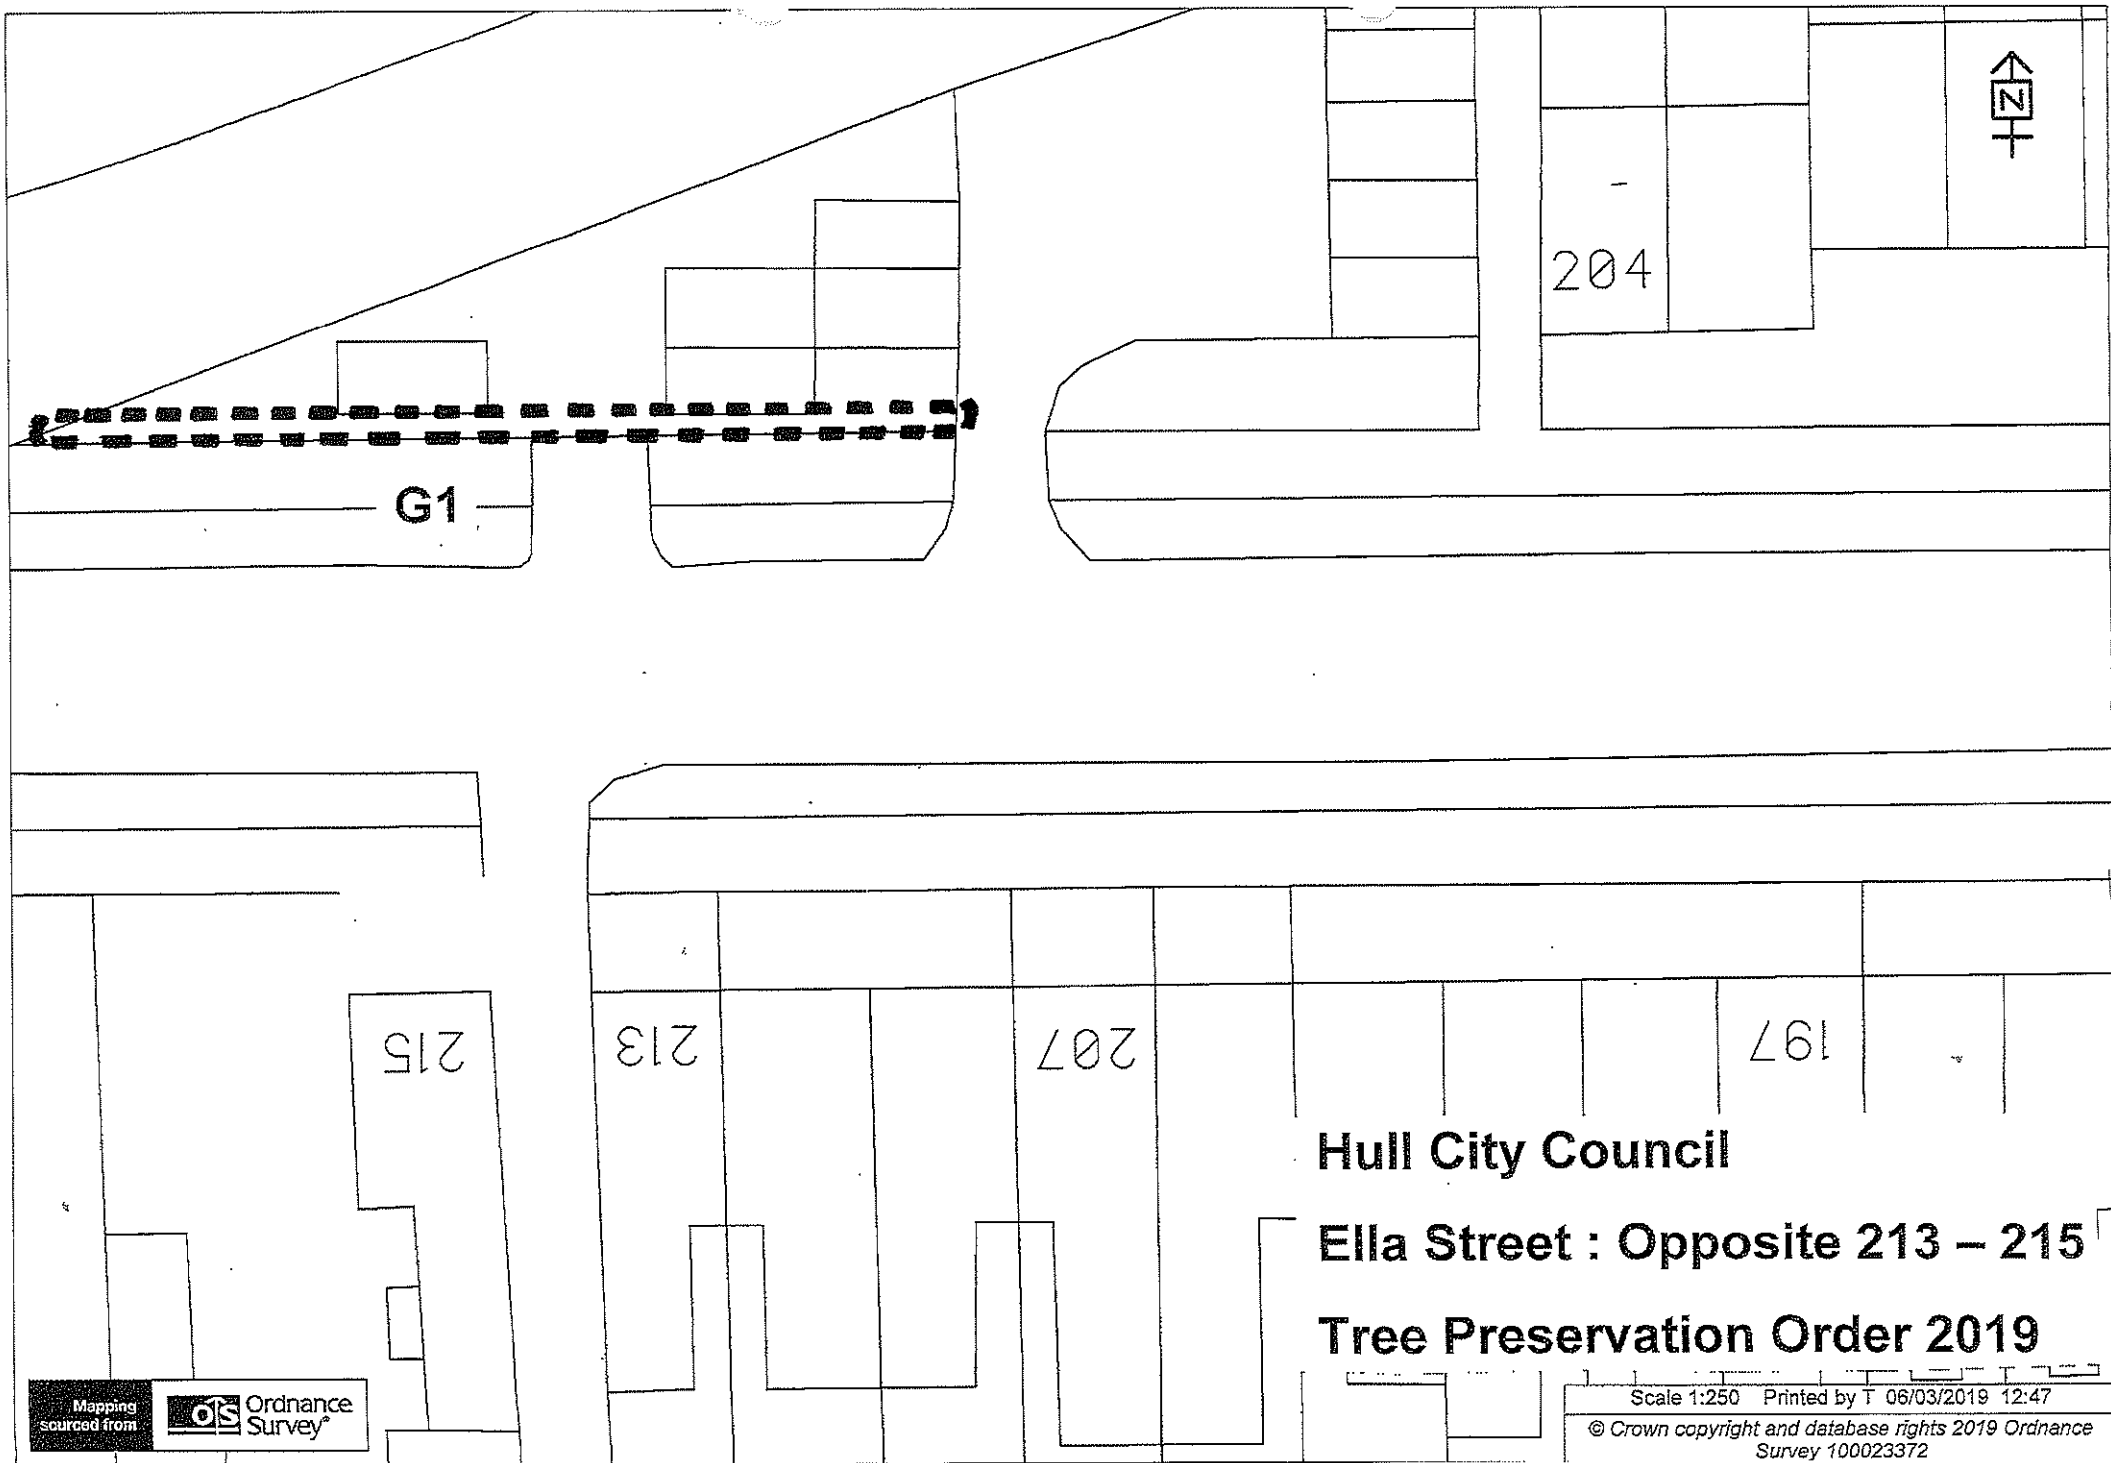 N
204
G1
215
213
207
197
Hull City Council
Ella Street : Opposite 213 – 215
Tree Preservation Order 2019
Mapping
sourced from
OS Ordnance
Survey®
Scale 1:250 Printed by T 06/03/2019 12:47
© Crown copyright and database rights 2019 Ordnance
Survey 100023372